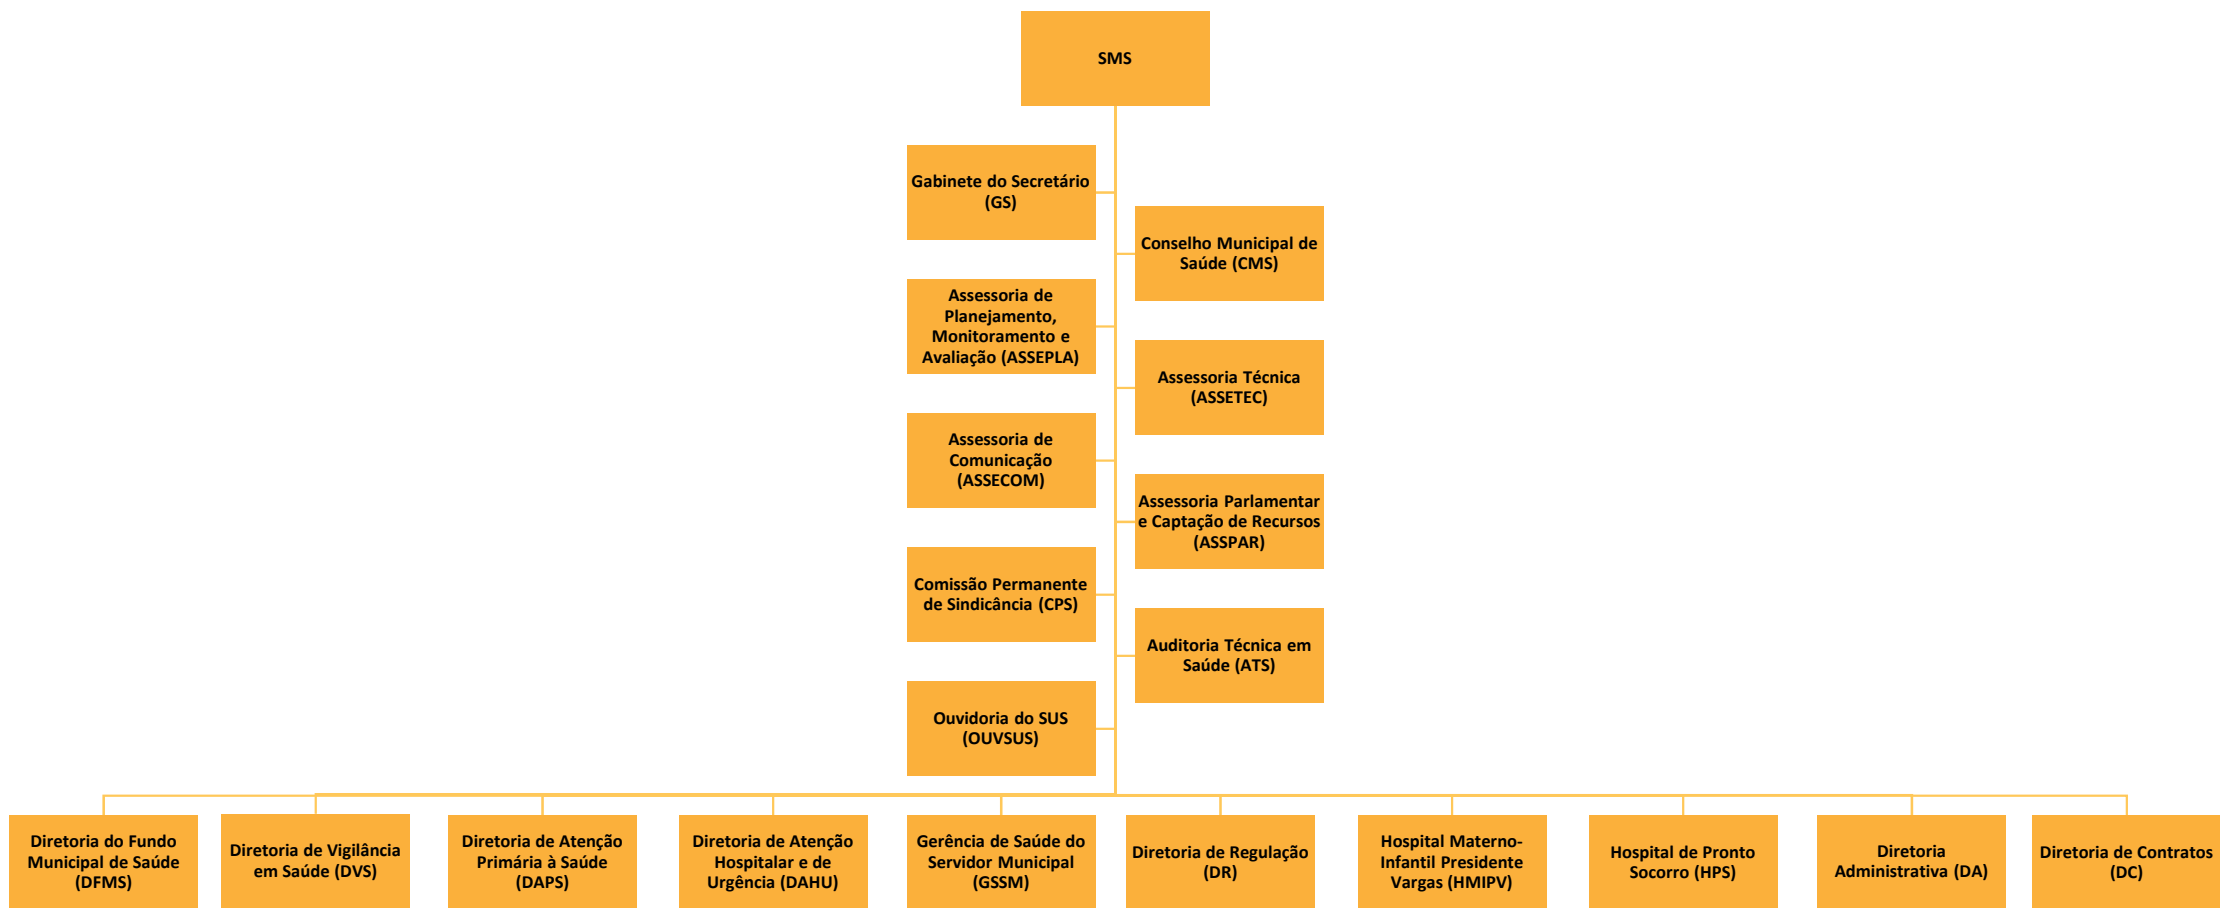 SMS
Gabinete do Secretário
(GS)
Conselho Municipal de
Saúde (CMS)
Assessoria de
Planejamento,
Monitoramento e
Avaliação (ASSEPLA)
Assessoria Técnica
(ASSETEC)
Assessoria de
Comunicação
(ASSECOM)
Assessoria Parlamentar
e Captação de Recursos
(ASSPAR)
Comissão Permanente
de Sindicância (CPS)
Auditoria Técnica em
Saúde (ATS)
Ouvidoria do SUS
(OUVSUS)
Diretoria do Fundo
Municipal de Saúde
(DFMS)
Diretoria de Vigilância
em Saúde (DVS)
Diretoria de Atenção
Primária à Saúde
(DAPS)
Diretoria de Atenção
Hospitalar e de
Urgência (DAHU)
Gerência de Saúde do
Servidor Municipal
(GSSM)
Diretoria de Regulação
(DR)
Hospital Materno-
Infantil Presidente
Vargas (HMIPV)
Hospital de Pronto
Socorro (HPS)
Diretoria
Administrativa (DA)
Diretoria de Contratos
(DC)